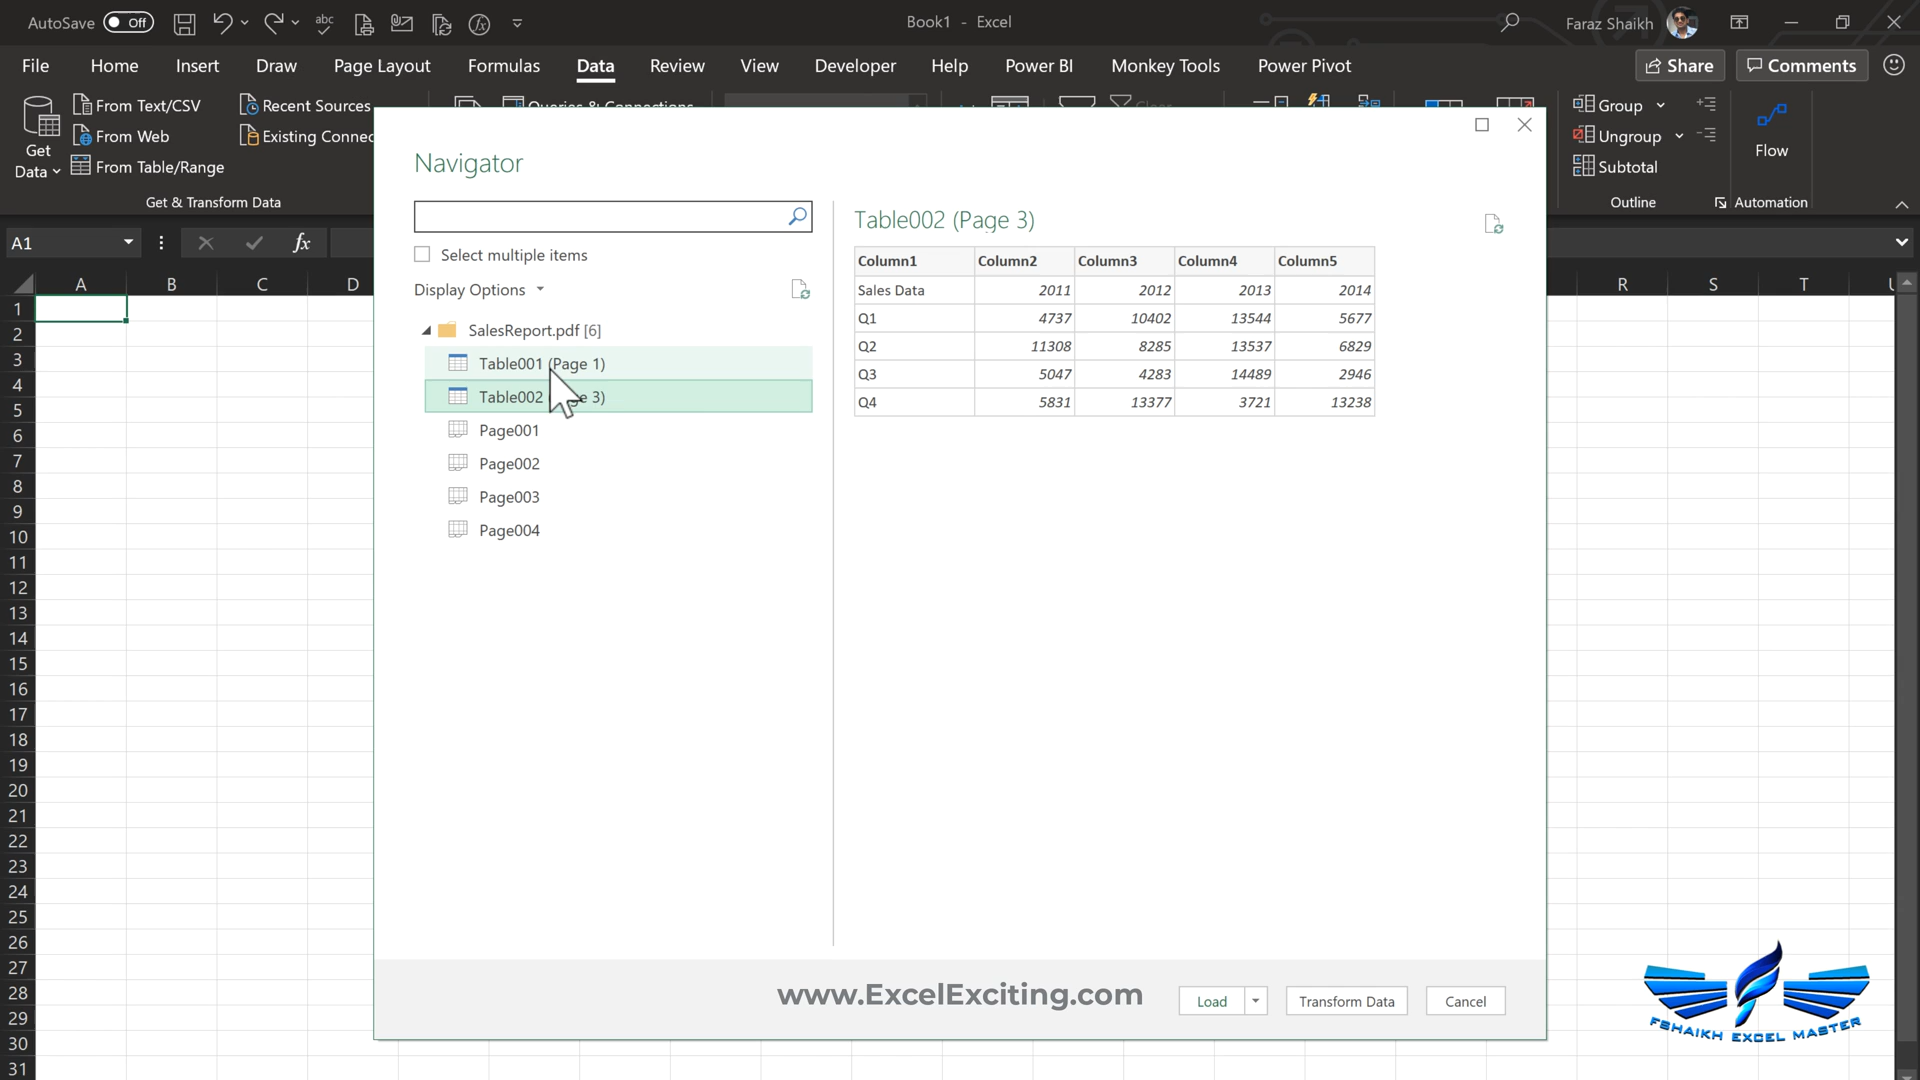 AutoSave Off
Book1 - Excel
Faraz Shaikh
File Home Insert Draw Page Layout Formulas Data Review View Developer Help Power BI Monkey Tools Power Pivot
Share Comments
Get Data
From Text/CSV
From Web
From Table/Range
Recent Sources
Existing Connec
Get & Transform Data
Queries & Connections
Clear
Group
Ungroup
Subtotal
Outline
Flow
Automation
A1
fx
A B C D R S T
1
2
3
4
5
6
7
8
9
10
11
12
13
14
15
16
17
18
19
20
21
22
23
24
25
26
27
28
29
30
31
Navigator
Select multiple items
Display Options
SalesReport.pdf [6]
Table001 (Page 1)
Table002 3)
Page001
Page002
Page003
Page004
Table002 (Page 3)
Column1 Column2 Column3 Column4 Column5
Sales Data 2011 2012 2013 2014
Q1 4737 10402 13544 5677
Q2 11308 8285 13537 6829
Q3 5047 4283 14489 2946
Q4 5831 13377 3721 13238
www.ExcelExciting.com
Load Transform Data Cancel
FSHAIKH EXCEL MASTER